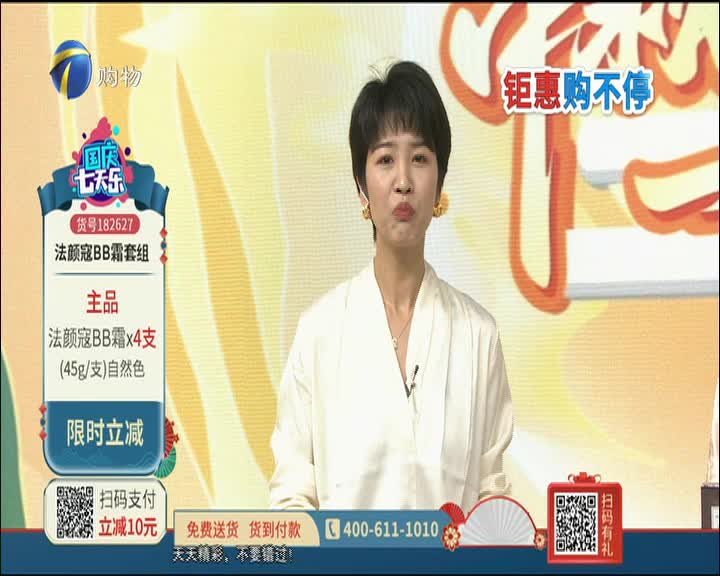 购物
钜惠购不停
国庆
七天乐
货号182627
法颜寇BB霜套组
主品
法颜寇BB霜x4支
(45g/支)自然色
限时立减
扫码支付
立减10元
免费送货 货到付款
400-611-1010
扫码有礼
天天精彩，不要错过！